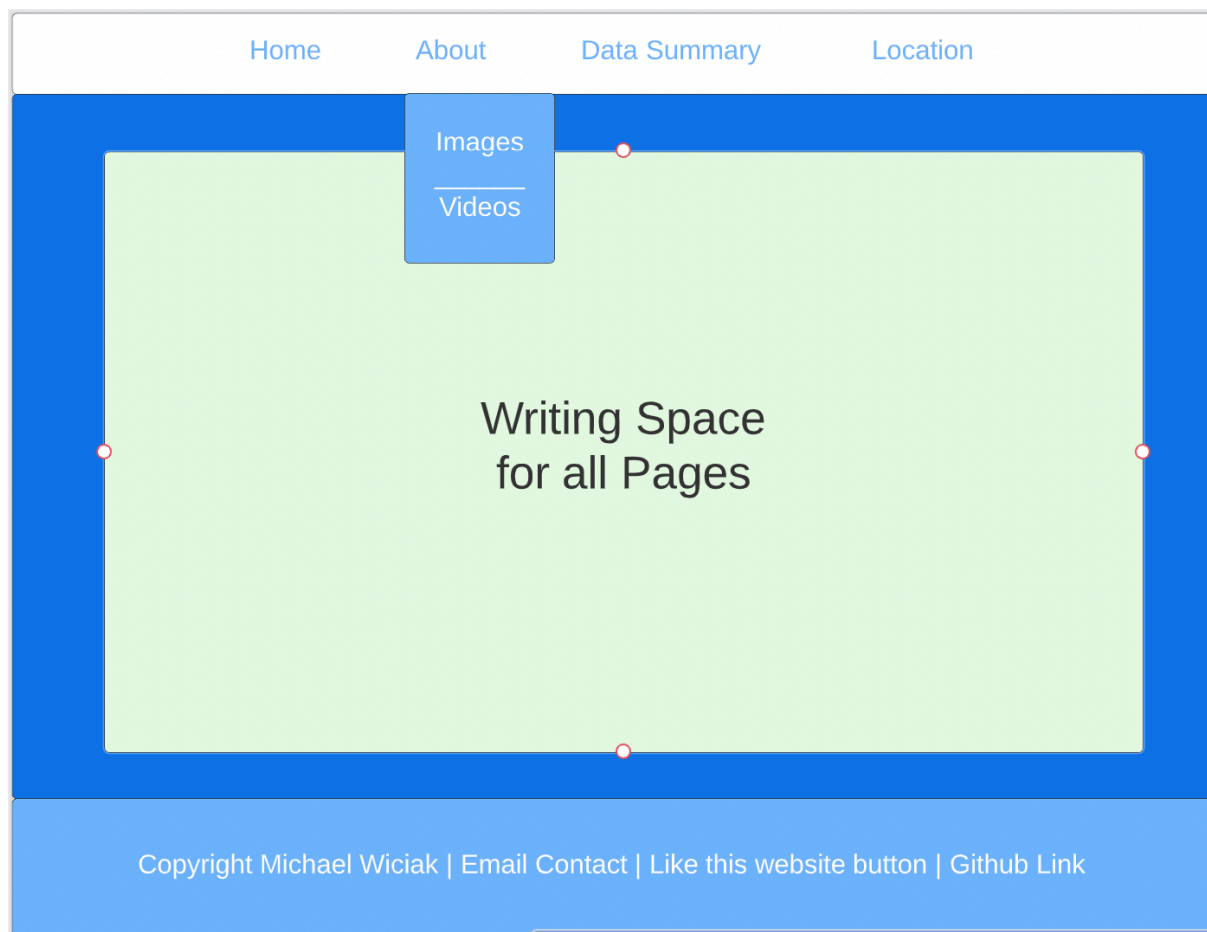 Home About Data Summary Location
Images
Videos
Writing Space
for all Pages
Copyright Michael Wiciak | Email Contact | Like this website button | Github Link